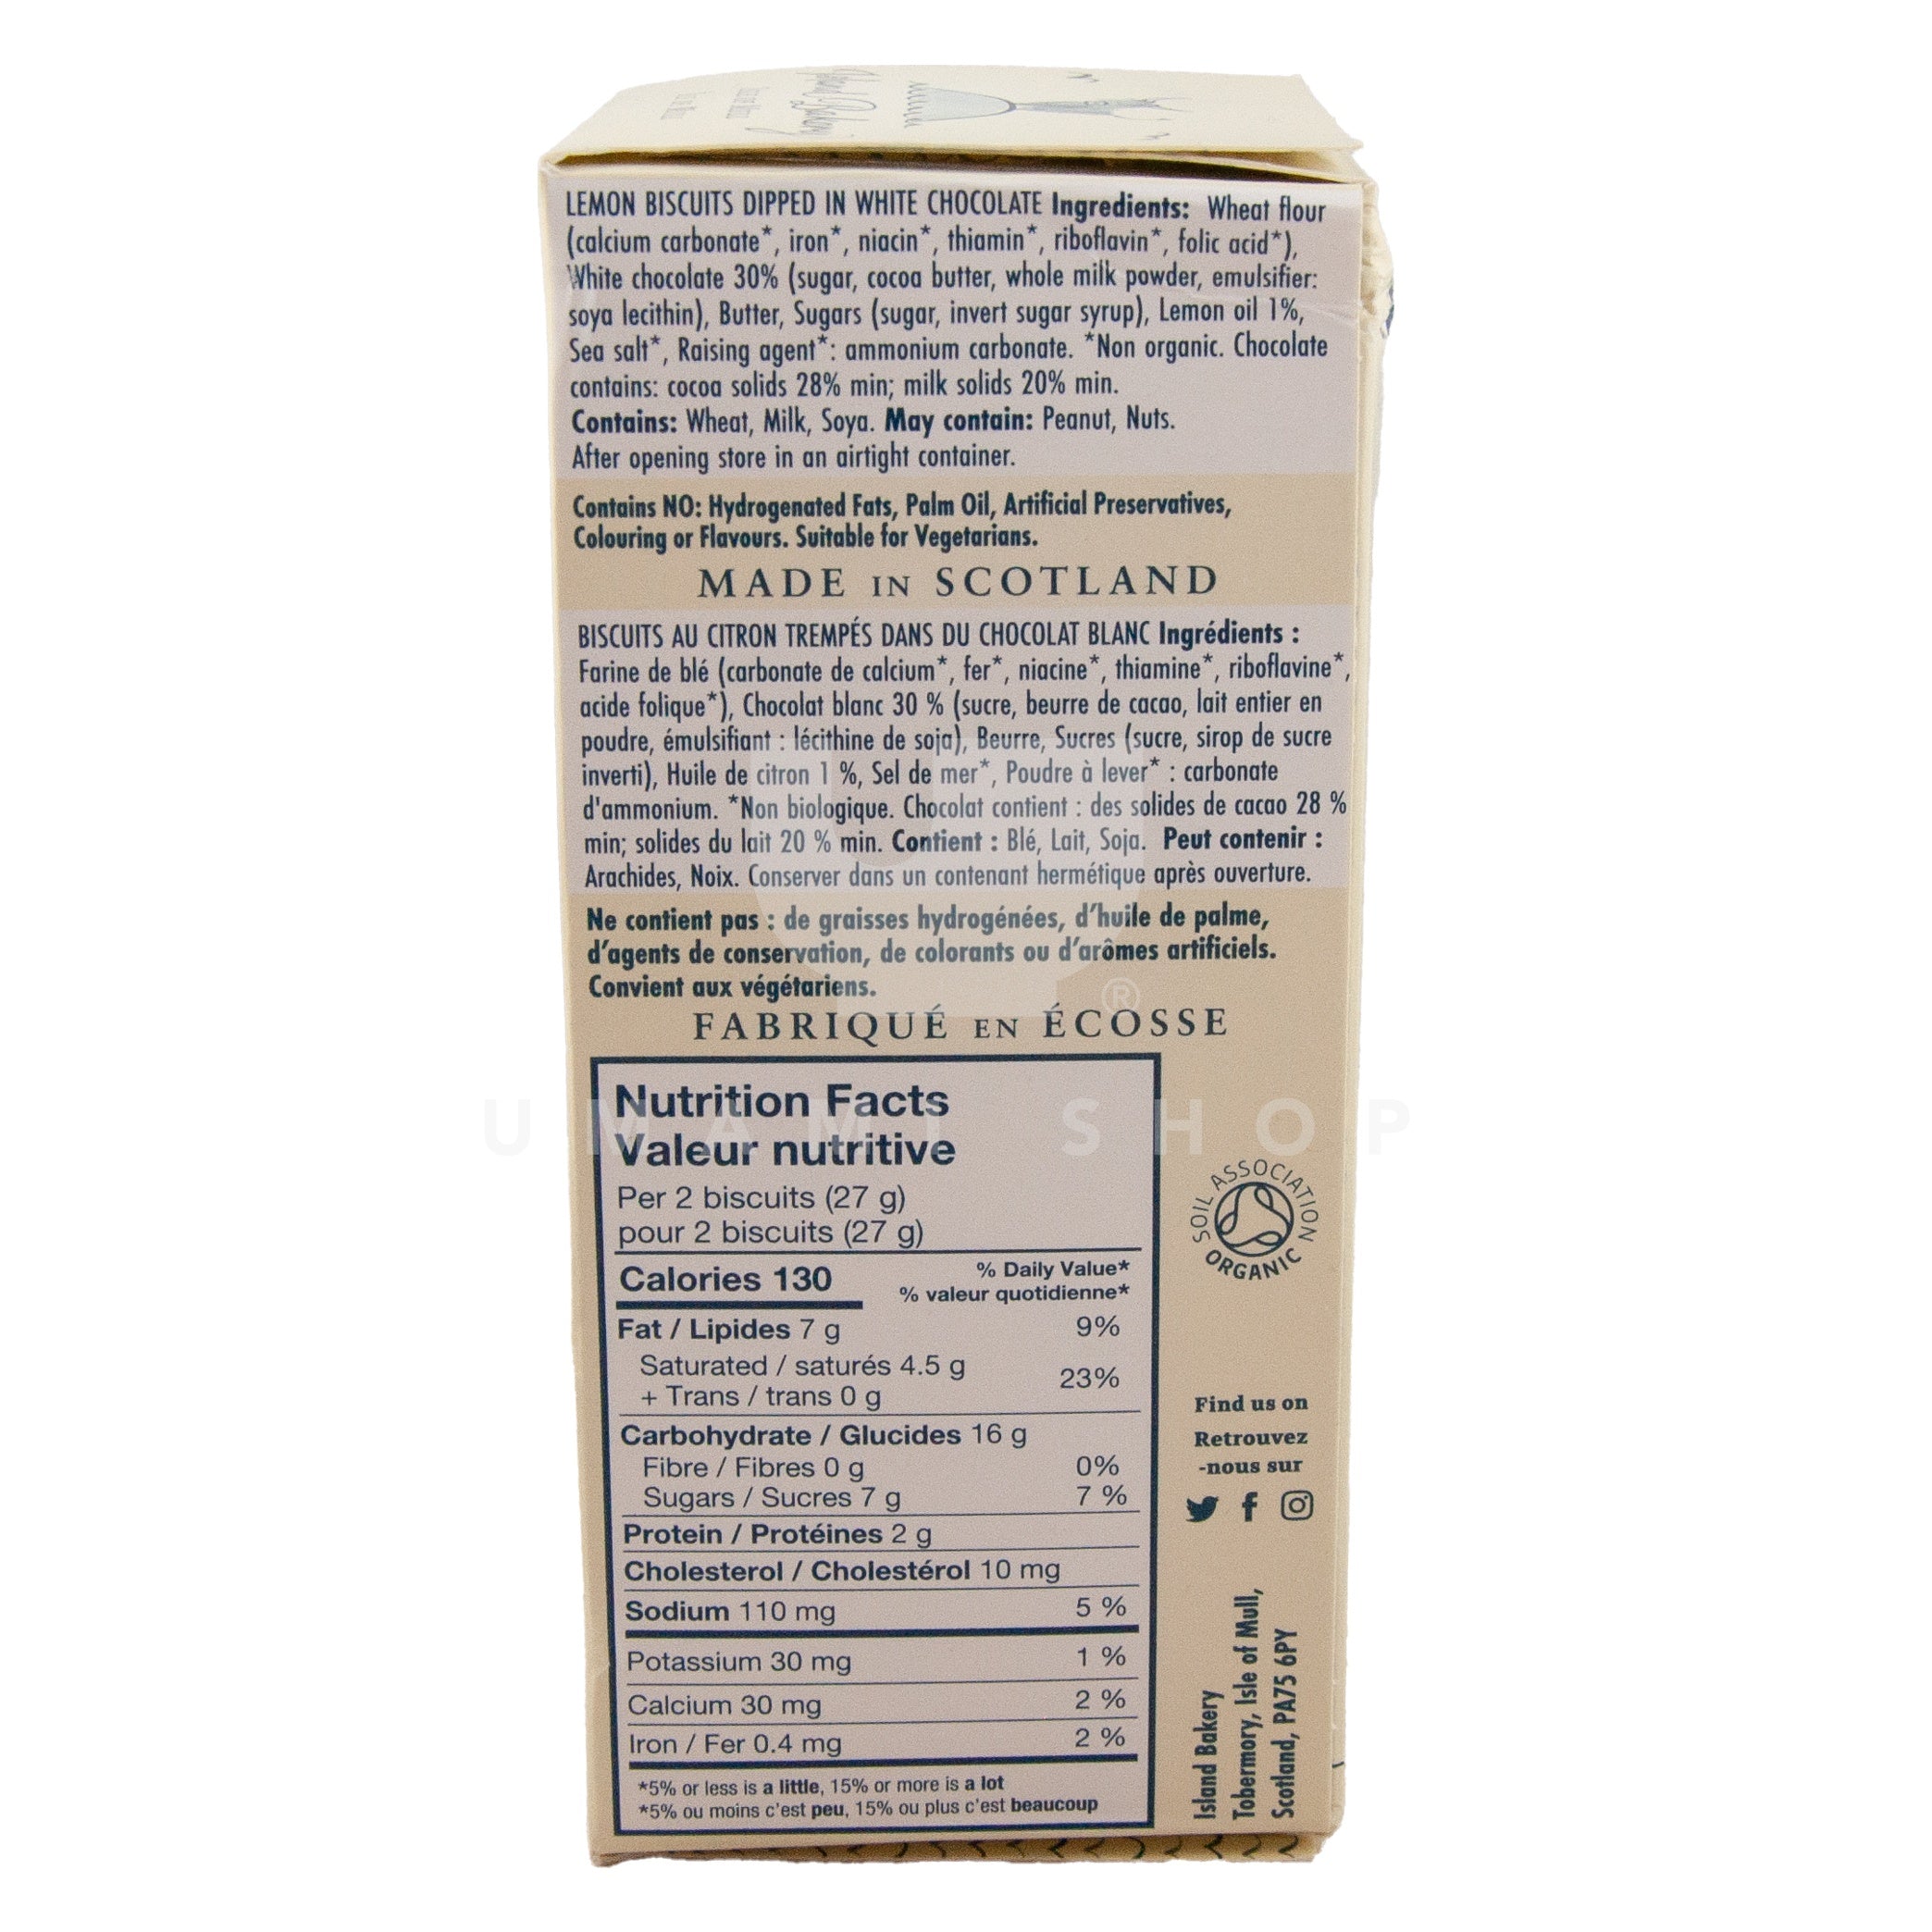 Island Bakery
LEMON BISCUITS DIPPED IN WHITE CHOCOLATE Ingredients: Wheat flour
(calcium carbonate*, iron*, niacin*, thiamin*, riboflavin*, folic acid*),
White chocolate 30% (sugar, cocoa butter, whole milk powder, emulsifier:
soya lecithin), Butter, Sugars (sugar, invert sugar syrup), Lemon oil 1%,
Sea salt*, Raising agent*: ammonium carbonate. *Non organic. Chocolate
contains: cocoa solids 28% min; milk solids 20% min.
Contains: Wheat, Milk, Soya. May contain: Peanut, Nuts.
After opening store in an airtight container.
Contains NO: Hydrogenated Fats, Palm Oil, Artificial Preservatives,
Colouring or Flavours. Suitable for Vegetarians.
MADE IN SCOTLAND
BISCUITS AU CITRON TREMPÉS DANS DU CHOCOLAT BLANC Ingrédients :
Farine de blé (carbonate de calcium*, fer*, niacine*, thiamine*, riboflavine*,
acide folique*), Chocolat blanc 30 % (sucre, beurre de cacao, lait entier en
poudre, émulsifiant : lécithine de soja), Beurre, Sucres (sucre, sirop de sucre
inverti), Huile de citron 1 %, Sel de mer*, Poudre à lever* : carbonate
d'ammonium. *Non biologique. Chocolat contient : des solides de cacao 28 %
min; solides du lait 20 % min. Contient : Blé, Lait, Soja. Peut contenir :
Arachides, Noix. Conserver dans un contenant hermétique après ouverture.
Ne contient pas : de graisses hydrogénées, d'huile de palme,
d'agents de conservation, de colorants ou d'arômes artificiels.
Convient aux végétariens.
®
FABRIQUÉ EN ÉCOSSE
UMAMI SHOP
Nutrition Facts
Valeur nutritive
Per 2 biscuits (27 g)
pour 2 biscuits (27 g)
Calories 130
% Daily Value*
% valeur quotidienne*
Fat / Lipides 7 g 9%
Saturated / saturés 4.5 g
+ Trans / trans 0 g
23%
Carbohydrate / Glucides 16 g
Fibre / Fibres 0 g 0%
Sugars / Sucres 7 g 7 %
Protein / Protéines 2 g
Cholesterol / Cholestérol 10 mg
Sodium 110 mg 5 %
Potassium 30 mg 1 %
Calcium 30 mg 2 %
Iron / Fer 0.4 mg 2 %
*5% or less is a little, 15% or more is a lot
*5% ou moins c'est peu, 15% ou plus c'est beaucoup
SOIL ASSOCIATION
ORGANIC
Find us on
Retrouvez
-nous sur
Island Bakery
Tobermory, Isle of Mull,
Scotland, PA75 6PY